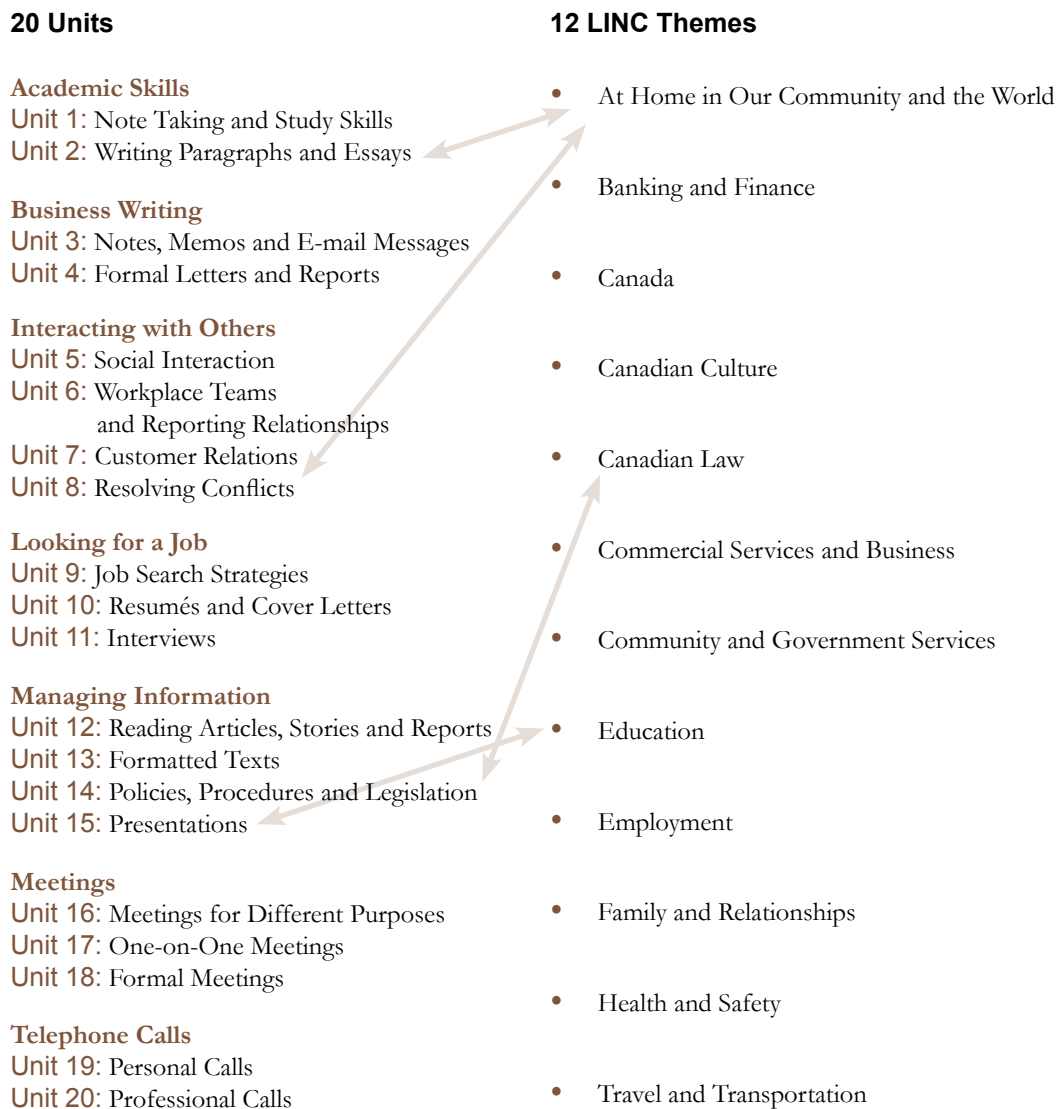 20 Units
Academic Skills
Unit 1: Note Taking and Study Skills
Unit 2: Writing Paragraphs and Essays
Business Writing
Unit 3: Notes, Memos and E-mail Messages
Unit 4: Formal Letters and Reports
Interacting with Others
Unit 5: Social Interaction
Unit 6: Workplace Teams
and Reporting Relationships
Unit 7: Customer Relations
Unit 8: Resolving Conflicts
Looking for a Job
Unit 9: Job Search Strategies
Unit 10: Resumés and Cover Letters
Unit 11: Interviews
Managing Information
Unit 12: Reading Articles, Stories and Reports
Unit 13: Formatted Texts
Unit 14: Policies, Procedures and Legislation
Unit 15: Presentations
Meetings
Unit 16: Meetings for Different Purposes
Unit 17: One-on-One Meetings
Unit 18: Formal Meetings
Telephone Calls
Unit 19: Personal Calls
Unit 20: Professional Calls
12 LINC Themes
• At Home in Our Community and the World
• Banking and Finance
• Canada
• Canadian Culture
• Canadian Law
• Commercial Services and Business
• Community and Government Services
• Education
• Employment
• Family and Relationships
• Health and Safety
• Travel and Transportation